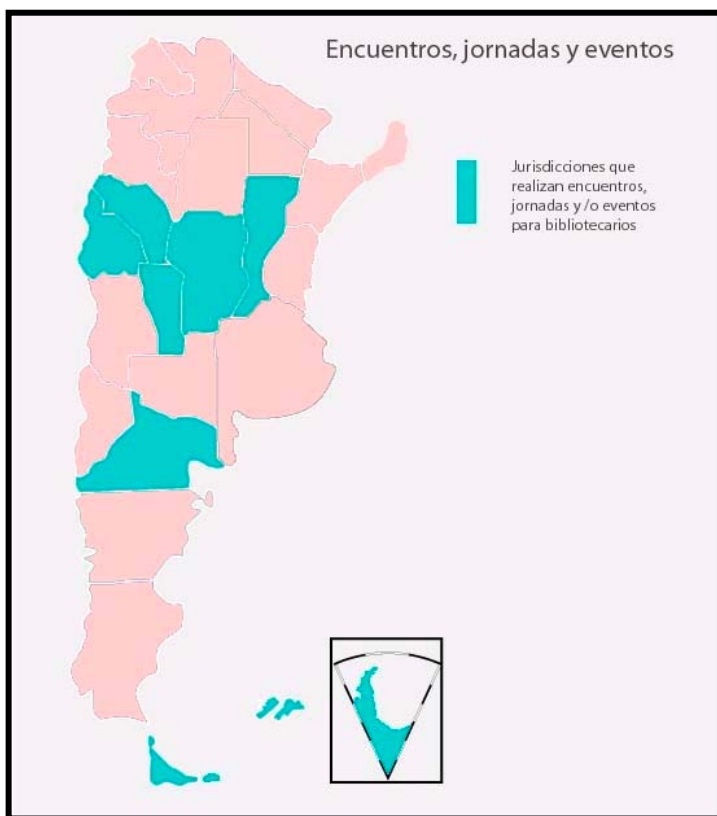 Encuentros, jornadas y eventos
Jurisdicciones que
realizan encuentros,
jornadas y /o eventos
para bibliotecarios